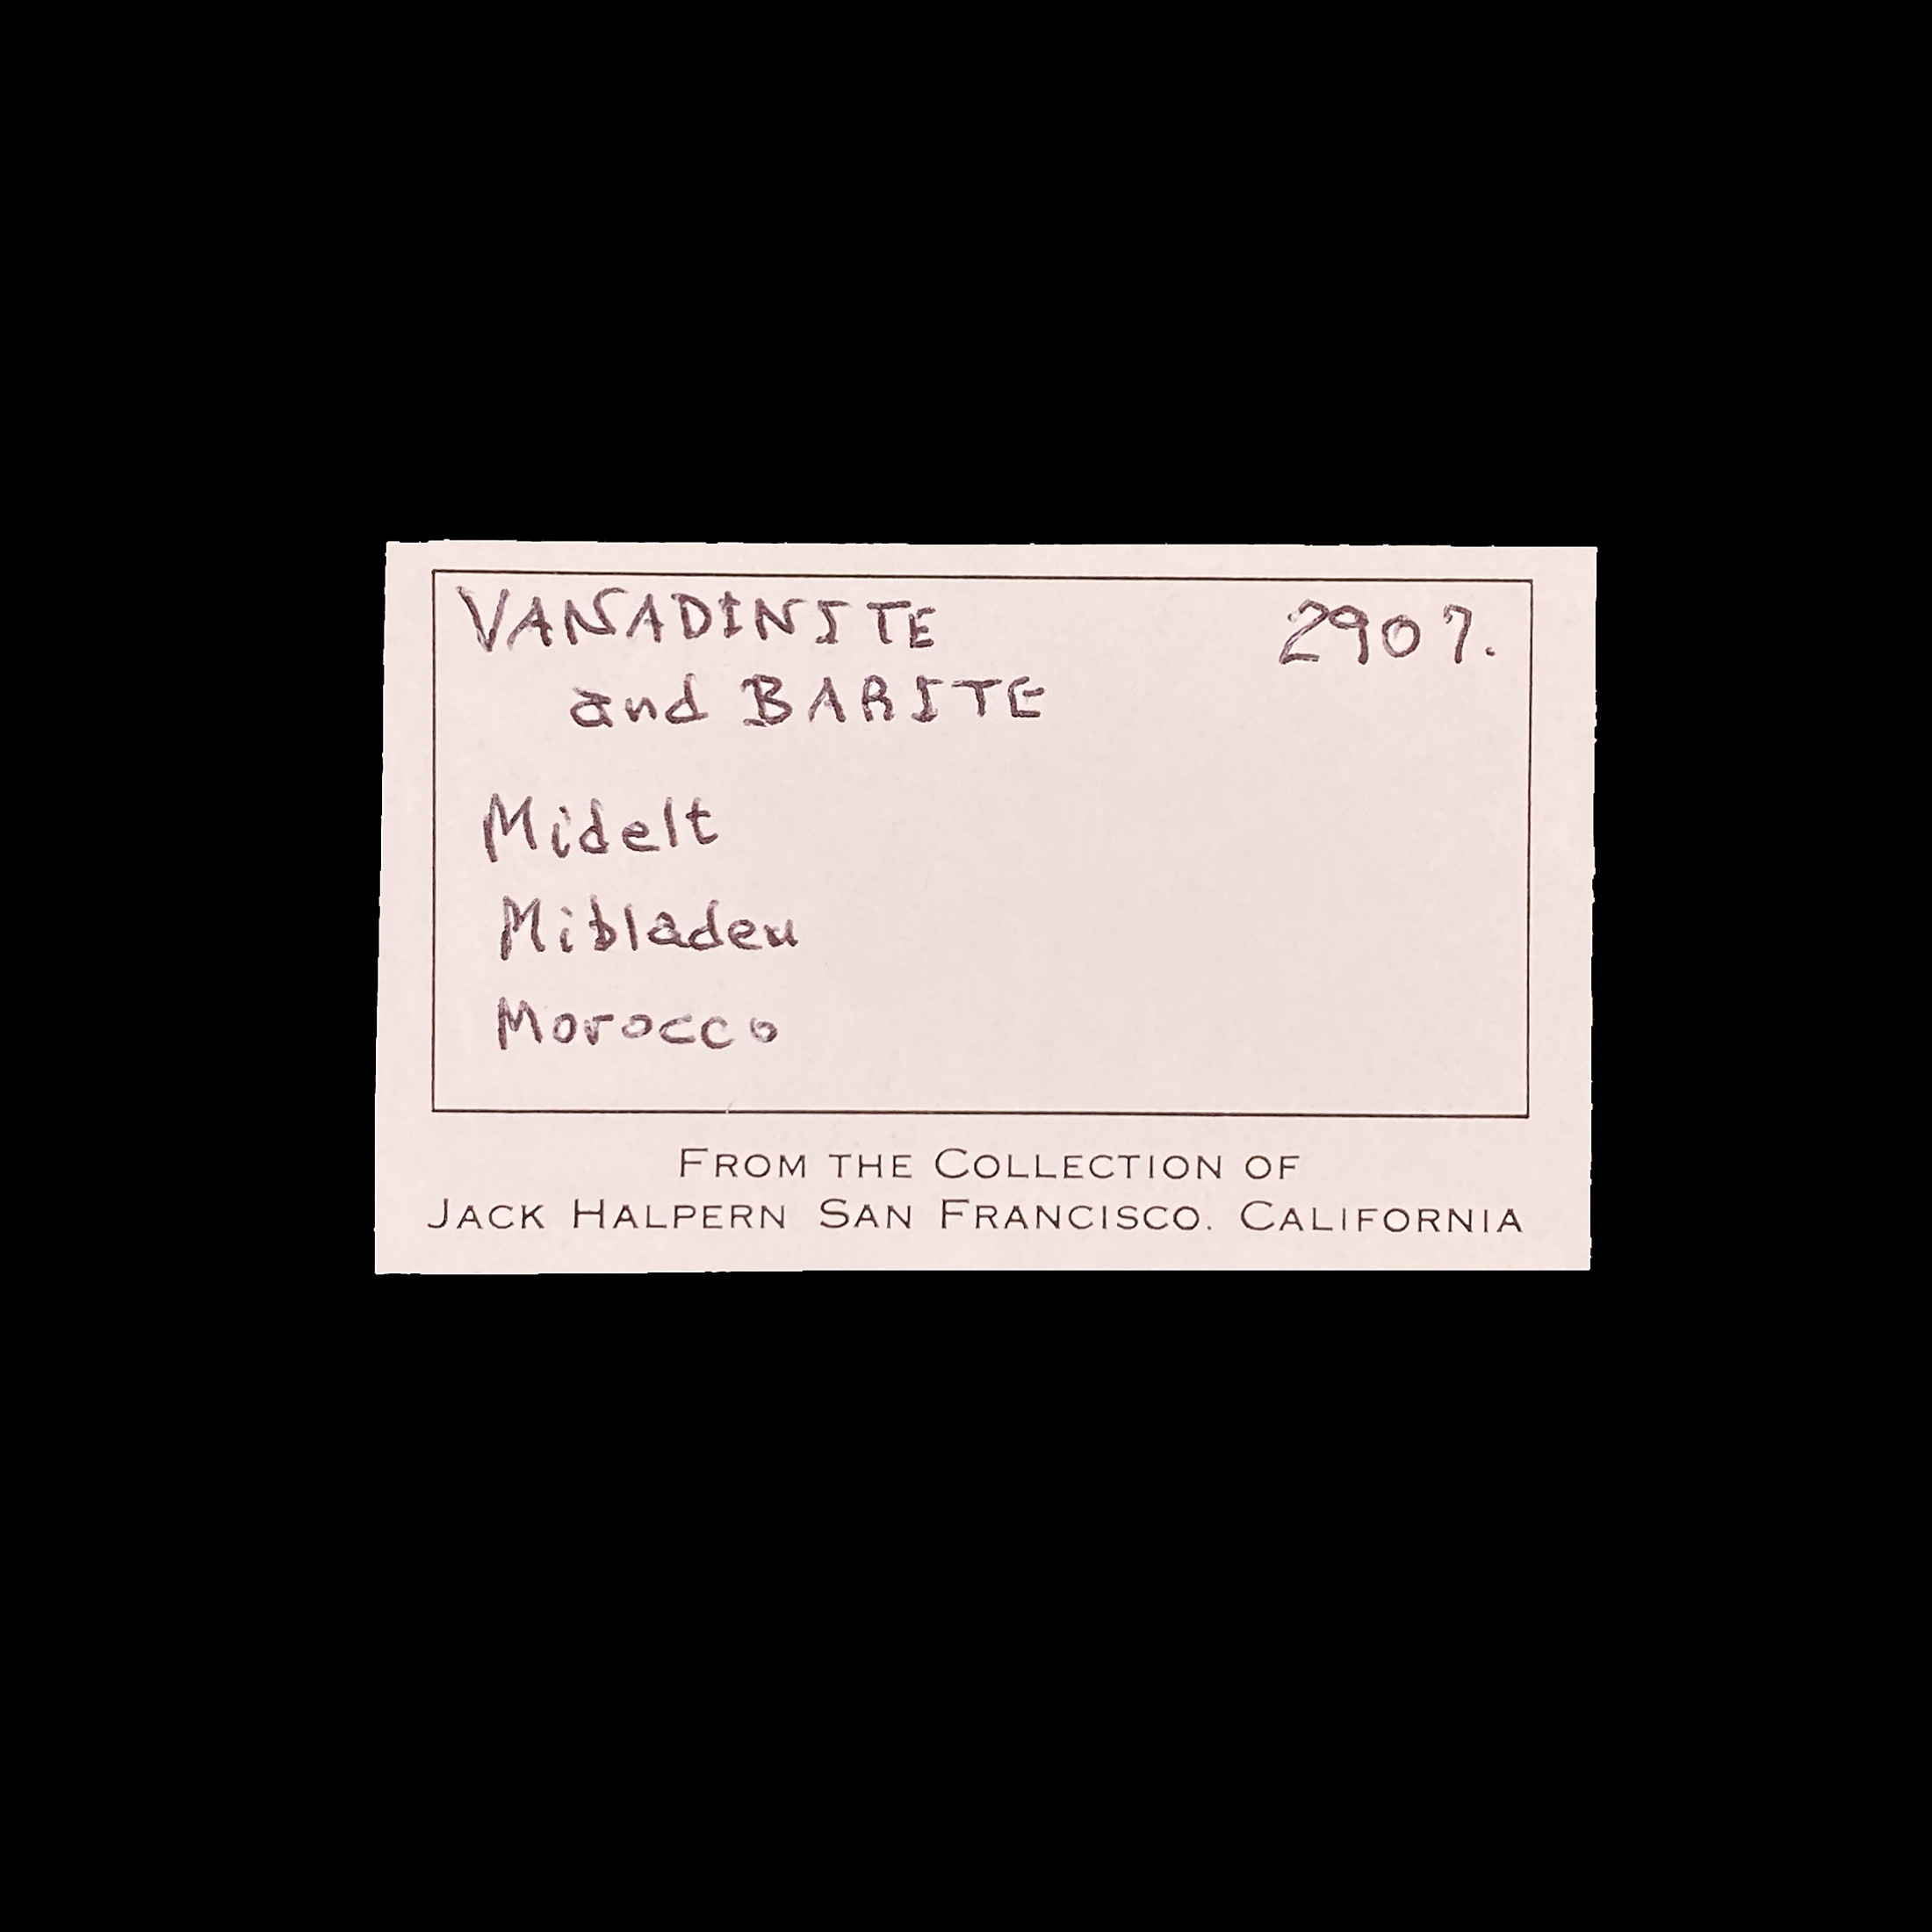 VANADINITE 2907.
and BARITE
Midelt
Mibladen
Morocco
FROM THE COLLECTION OF
JACK HALPERN SAN FRANCISCO. CALIFORNIA